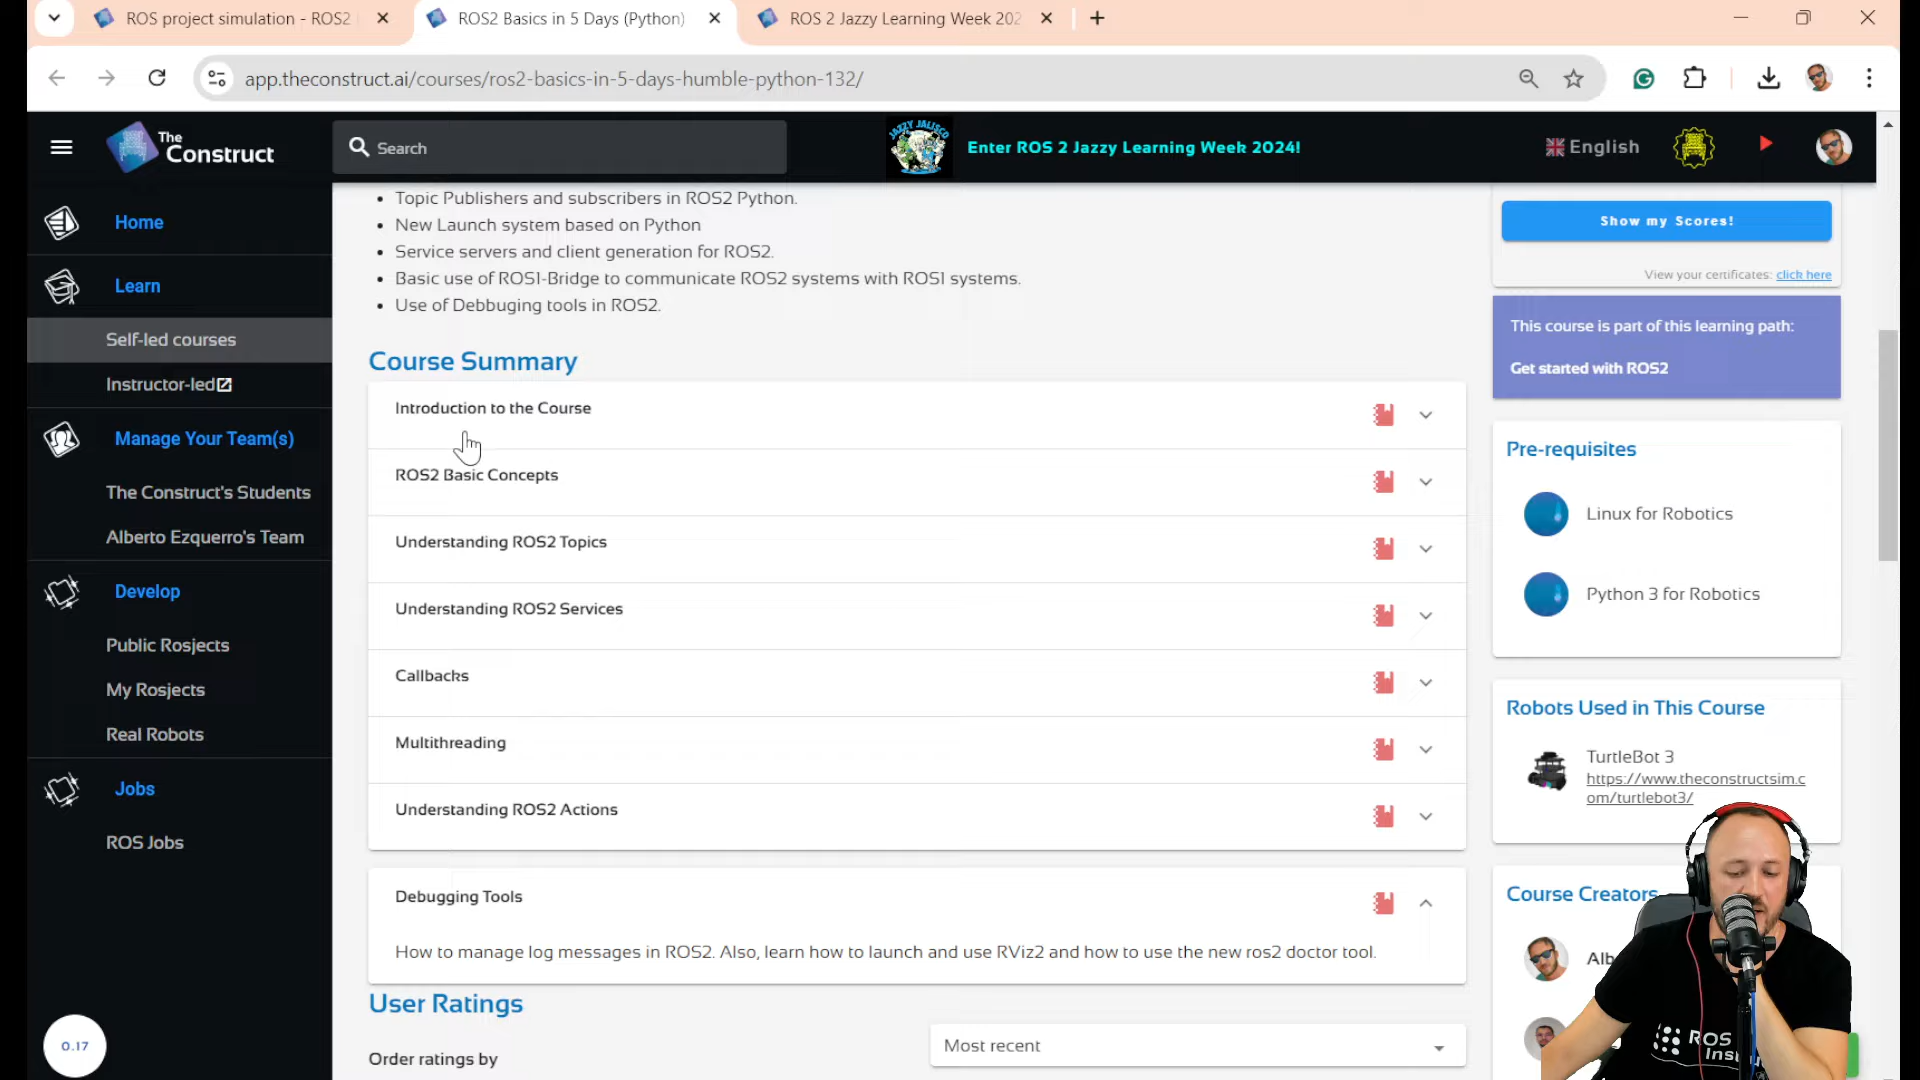 ROS project simulation - ROS2
ROS2 Basics in 5 Days (Python)
ROS 2 Jazzy Learning Week 202
app.theconstruct.ai/courses/ros2-basics-in-5-days-humble-python-132/
The Construct
Search
JAZZY JALISCO
Enter ROS 2 Jazzy Learning Week 2024!
English
Home
Learn
Self-led courses
Instructor-led
Manage Your Team(s)
The Construct's Students
Alberto Ezquerro's Team
Develop
Public Rosjects
My Rosjects
Real Robots
Jobs
ROS Jobs
0.17
Topic Publishers and subscribers in ROS2 Python.
New Launch system based on Python
Service servers and client generation for ROS2.
Basic use of ROS1-Bridge to communicate ROS2 systems with ROS1 systems.
Use of Debbuging tools in ROS2.
Course Summary
Introduction to the Course
ROS2 Basic Concepts
Understanding ROS2 Topics
Understanding ROS2 Services
Callbacks
Multithreading
Understanding ROS2 Actions
Debugging Tools
How to manage log messages in ROS2. Also, learn how to launch and use RViz2 and how to use the new ros2 doctor tool.
User Ratings
Order ratings by
Most recent
Show my Scores!
View your certificates: click here
This course is part of this learning path:
Get started with ROS2
Pre-requisites
Linux for Robotics
Python 3 for Robotics
Robots Used in This Course
TurtleBot 3
https://www.theconstructsim.c
om/turtlebot3/
Course Creators
Alb
ROS
Inst